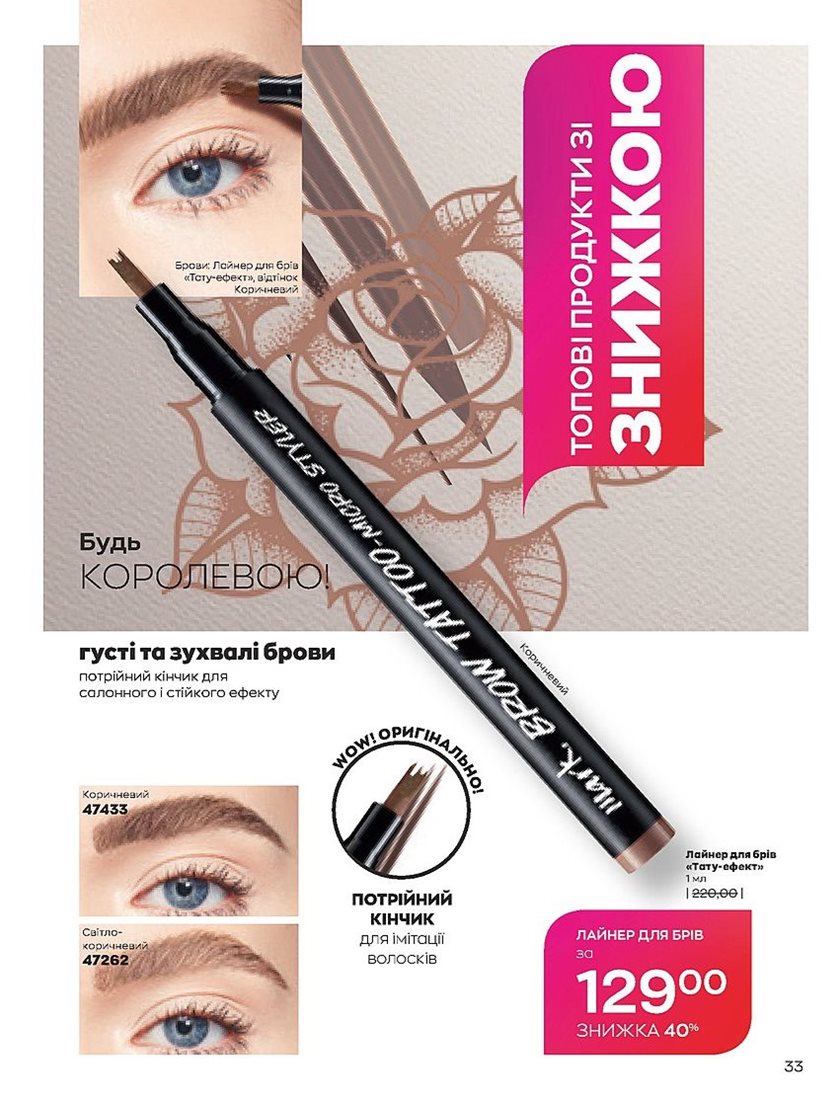 Брови: Лайнер для брів
«Тату-ефект», відтінок
Коричневий
ТОПОВІ ПРОДУКТИ ЗІ
ЗНИЖКОЮ
mark. BROW TATTOO-MICRO STYLER
Будь
КОРОЛЕВОЮ!
густі та зухвалі брови
потрійний кінчик для
салонного і стійкого ефекту
Коричневий
Коричневий
47433
Світло-
коричневий
47262
WOW! ОРИГІНАЛЬНО!
ПОТРІЙНИЙ
КІНЧИК
для імітації
волосків
Лайнер для брів
«Тату-ефект»
1 мл
| 220,00 |
ЛАЙНЕР ДЛЯ БРІВ
за
12900
ЗНИЖКА 40%
33